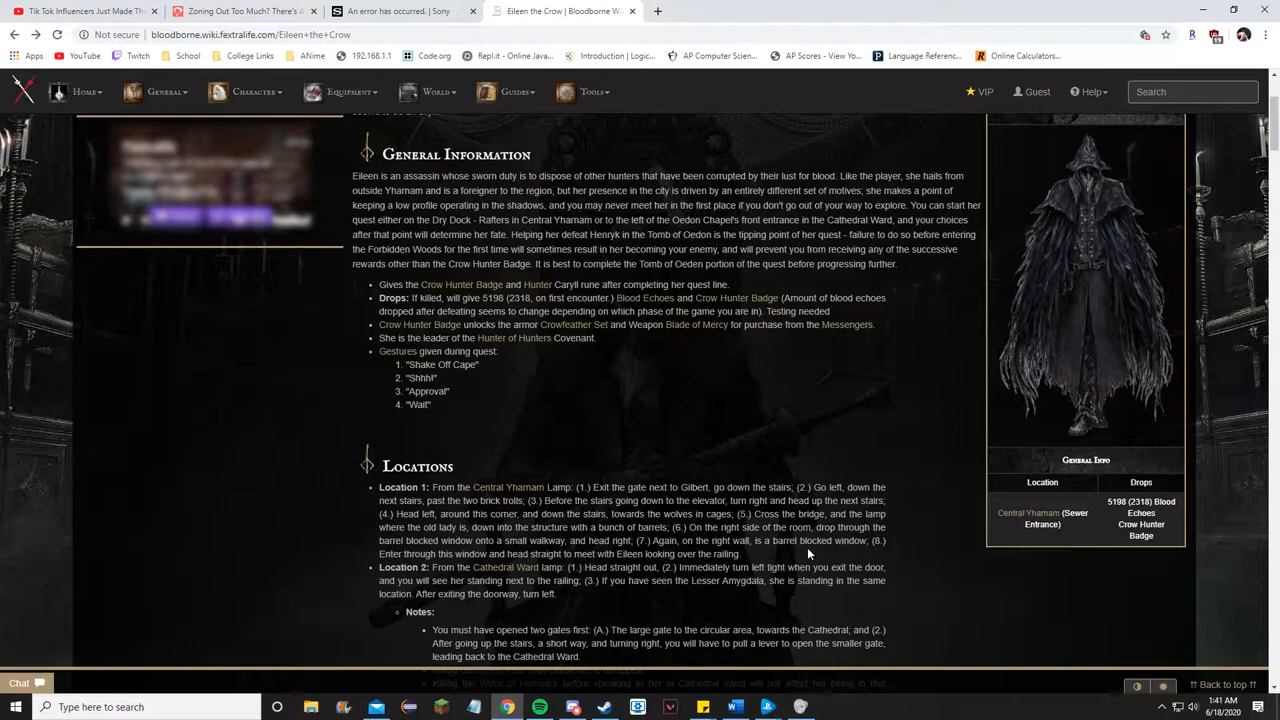 Tik Tok Influencers Just Made The
Zoning Out Too Much? There's A
An error has occurred. | Sony
Eileen the Crow | Bloodborne Wi
Not secure | bloodborne.wiki.fextralife.com/Eileen+the+Crow
Apps YouTube Twitch School College Links ANime 192.168.1.1 Code.org Repl.it - Online Java... Introduction | Logic... AP Computer Scien... AP Scores - View Yo... Language Referenc... Online Calculators...
Home General Character Equipment World Guides Tools VIP Guest Help Search
General Information
Eileen is an assassin whose sworn duty is to dispose of other hunters that have been corrupted by their lust for blood. Like the player, she hails from
outside Yharnam and is a foreigner to the region, but her presence in the city is driven by an entirely different set of motives; she makes a point of
keeping a low profile operating in the shadows, and you may never meet her in the first place if you don't go out of your way to explore. You can start her
quest either on the Dry Dock - Rafters in Central Yharnam or to the left of the Oedon Chapel's front entrance in the Cathedral Ward, and your choices
after that point will determine her fate. Helping her defeat Henryk in the Tomb of Oedon is the tipping point of her quest - failure to do so before entering
the Forbidden Woods for the first time will sometimes result in her becoming your enemy, and will prevent you from receiving any of the successive
rewards other than the Crow Hunter Badge. It is best to complete the Tomb of Oeden portion of the quest before progressing further.
Gives the Crow Hunter Badge and Hunter Caryll rune after completing her quest line.
Drops: If killed, will give 5198 (2318, on first encounter.) Blood Echoes and Crow Hunter Badge (Amount of blood echoes
dropped after defeating seems to change depending on which phase of the game you are in). Testing needed
Crow Hunter Badge unlocks the armor Crowfeather Set and Weapon Blade of Mercy for purchase from the Messengers.
She is the leader of the Hunter of Hunters Covenant.
Gestures given during quest:
1. "Shake Off Cape"
2. "Shhh!"
3. "Approval"
4. "Wait"
Locations
Location 1: From the Central Yharnam Lamp: (1.) Exit the gate next to Gilbert, go down the stairs; (2.) Go left, down the
next stairs, past the two brick trolls; (3.) Before the stairs going down to the elevator, turn right and head up the next stairs;
(4.) Head left, around this corner, and down the stairs, towards the wolves in cages; (5.) Cross the bridge, and the lamp
where the old lady is, down into the structure with a bunch of barrels; (6.) On the right side of the room, drop through the
barrel blocked window onto a small walkway, and head right; (7.) Again, on the right wall, is a barrel blocked window; (8.)
Enter through this window and head straight to meet with Eileen looking over the railing.
Location 2: From the Cathedral Ward lamp: (1.) Head straight out, (2.) Immediately turn left tight when you exit the door,
and you will see her standing next to the railing; (3.) If you have seen the Lesser Amygdala, she is standing in the same
location. After exiting the doorway, turn left.
Notes:
You must have opened two gates first: (A.) The large gate to the circular area, towards the Cathedral; and (2.)
After going up the stairs, a short way, and turning right, you will have to pull a lever to open the smaller gate,
leading back to the Cathedral Ward.
Killing the Witch of Hemwick before speaking to her in Cathedral Ward will not affect her being in that
General Info
Location Drops
Central Yharnam (Sewer
Entrance)
5198 (2318) Blood
Echoes
Crow Hunter
Badge
Chat
⇈ Back to top ⇈
Type here to search
1:41 AM
6/18/2020